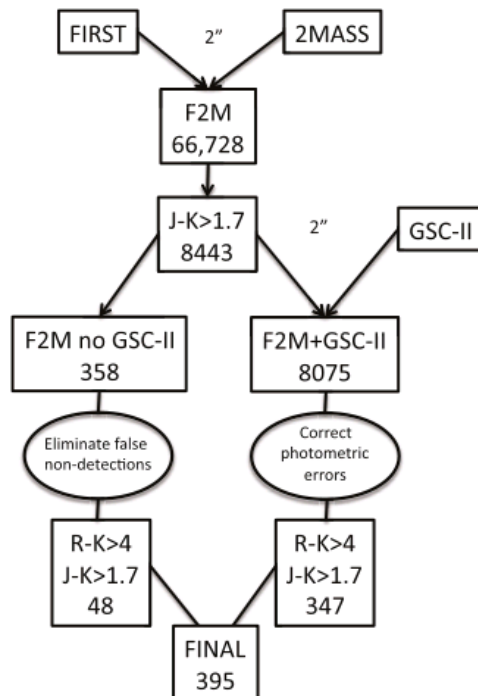 FIRST
2”
2MASS
F2M
66,728
J-K>1.7
8443
2”
GSC-II
F2M no GSC-II
358
F2M+GSC-II
8075
Eliminate false
non-detections
Correct
photometric
errors
R-K>4
J-K>1.7
48
R-K>4
J-K>1.7
347
FINAL
395